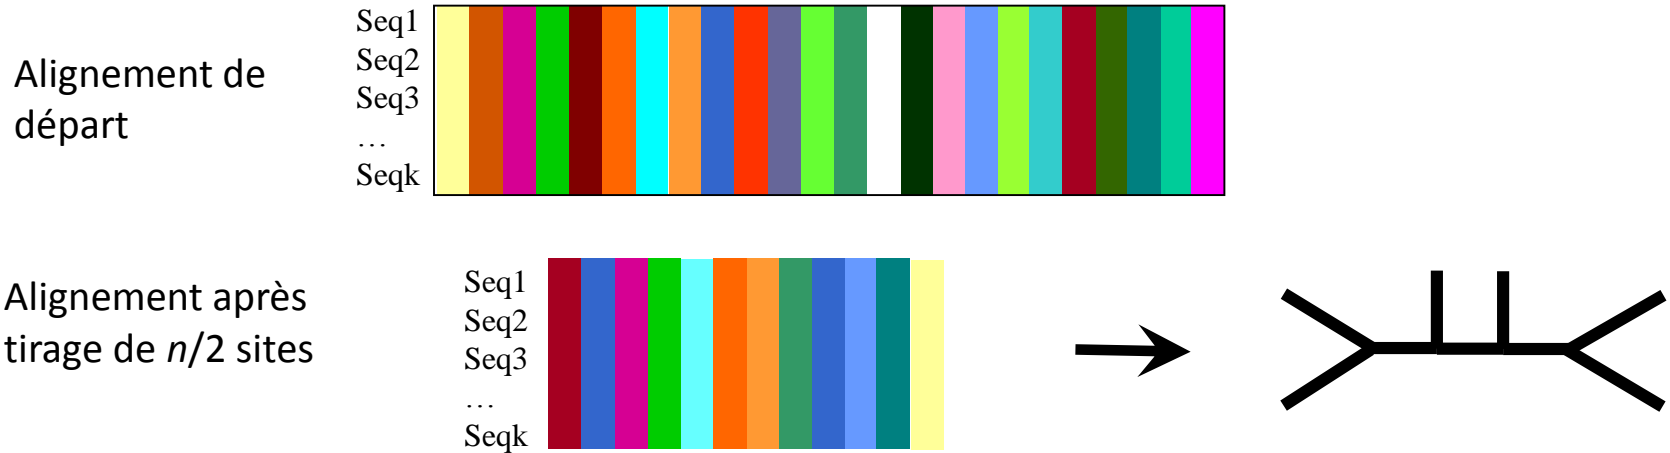 Alignement de
départ
Seq1
Seq2
Seq3
…
Seqk
Alignement après
tirage de n/2 sites
Seq1
Seq2
Seq3
…
Seqk